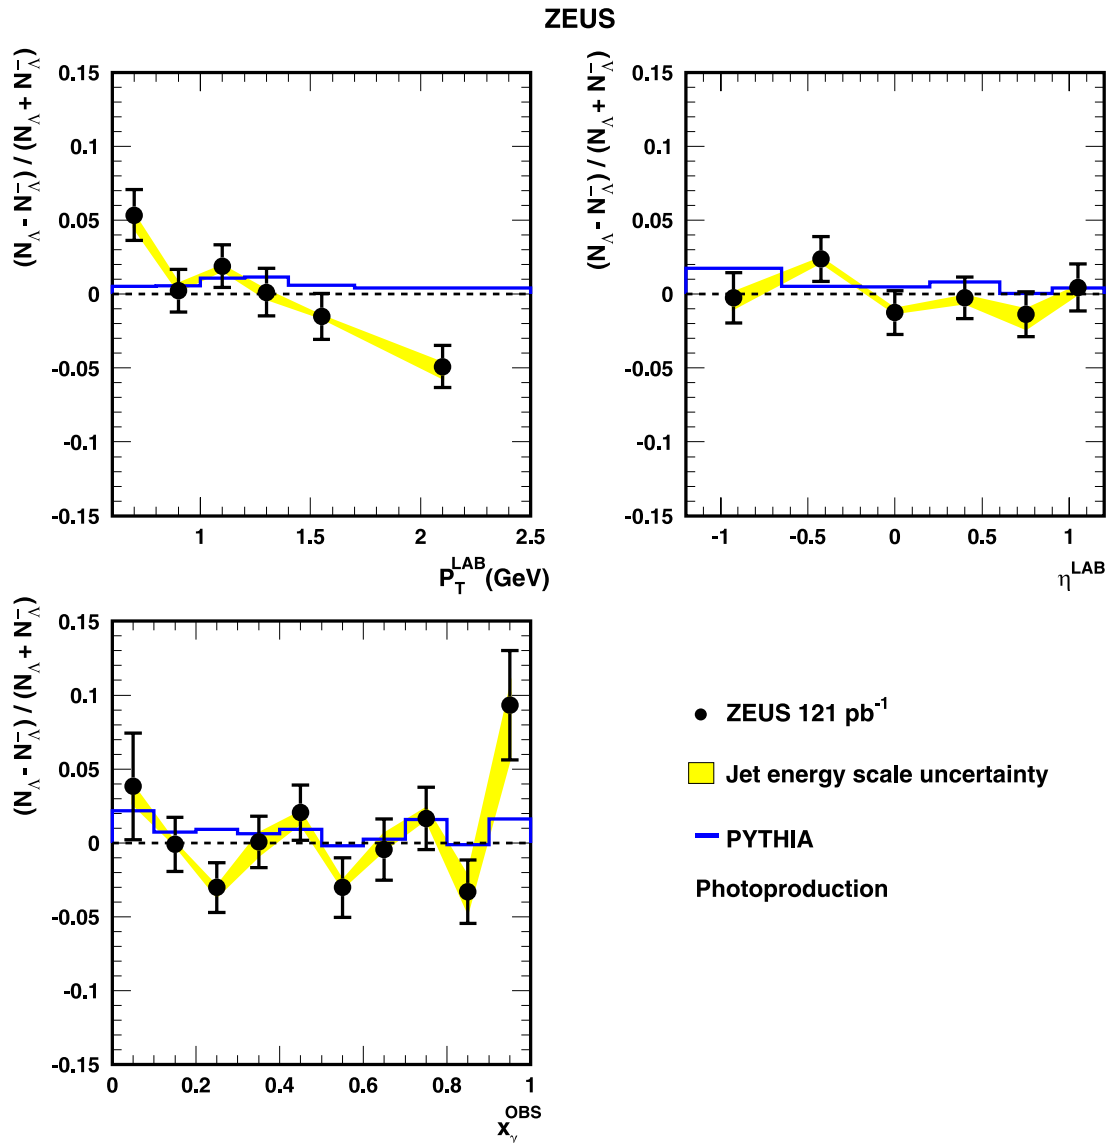 ZEUS
(N_Λ - N_Λ̄) / (N_Λ + N_Λ̄)
0.15
0.1
0.05
0
-0.05
-0.1
-0.15
1 1.5 2 2.5
P_T^LAB (GeV)
(N_Λ - N_Λ̄) / (N_Λ + N_Λ̄)
0.15
0.1
0.05
0
-0.05
-0.1
-0.15
-1 -0.5 0 0.5 1
η^LAB
(N_Λ - N_Λ̄) / (N_Λ + N_Λ̄)
0.15
0.1
0.05
0
-0.05
-0.1
-0.15
0 0.2 0.4 0.6 0.8 1
x_γ^OBS
ZEUS 121 pb^-1
Jet energy scale uncertainty
PYTHIA
Photoproduction